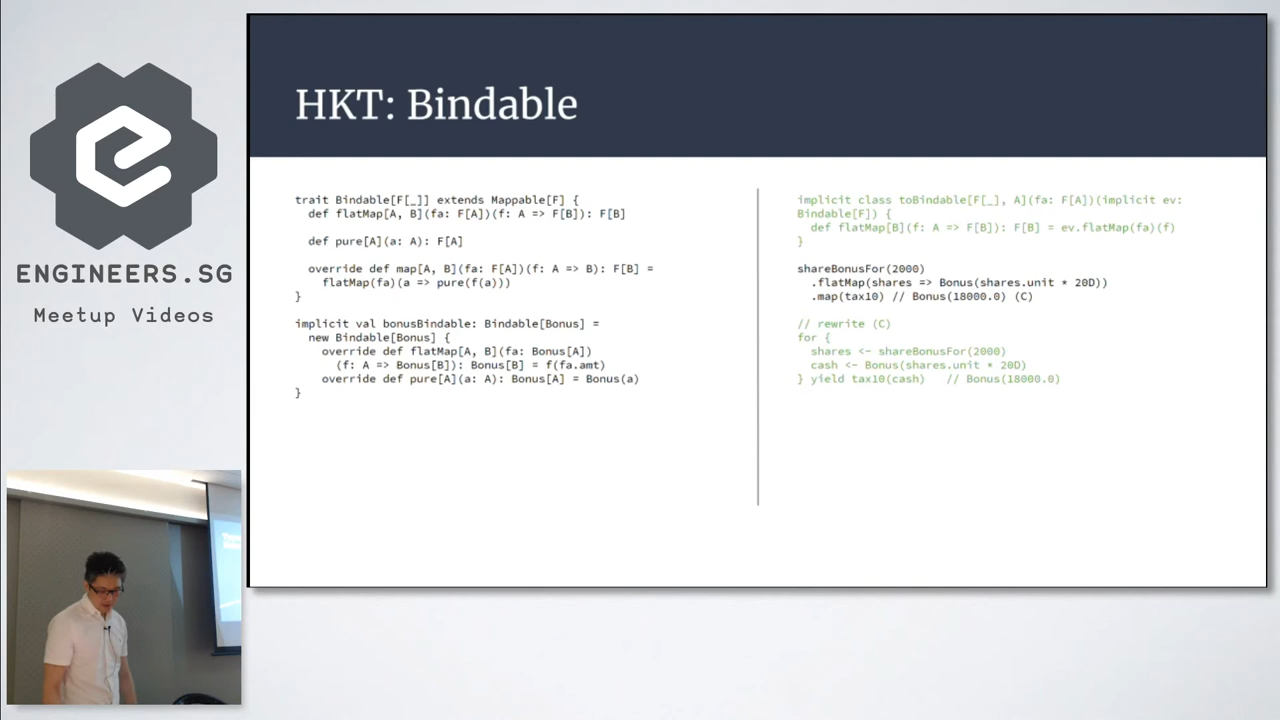 ENGINEERS.SG
Meetup Videos
HKT: Bindable
trait Bindable[F[_]] extends Mappable[F] {
  def flatMap[A, B](fa: F[A])(f: A => F[B]): F[B]
  def pure[A](a: A): F[A]
  override def map[A, B](fa: F[A])(f: A => B): F[B] =
    flatMap(fa)(a => pure(f(a)))
}
implicit val bonusBindable: Bindable[Bonus] =
  new Bindable[Bonus] {
    override def flatMap[A, B](fa: Bonus[A])
      (f: A => Bonus[B]): Bonus[B] = f(fa.amt)
    override def pure[A](a: A): Bonus[A] = Bonus(a)
}
implicit class toBindable[F[_], A](fa: F[A])(implicit ev:
Bindable[F]) {
  def flatMap[B](f: A => F[B]): F[B] = ev.flatMap(fa)(f)
}
shareBonusFor(2000)
  .flatMap(shares => Bonus(shares.unit * 20D))
  .map(tax10) // Bonus(18000.0) (C)
// rewrite (C)
for {
  shares <- shareBonusFor(2000)
  cash <- Bonus(shares.unit * 20D)
} yield tax10(cash)   // Bonus(18000.0)